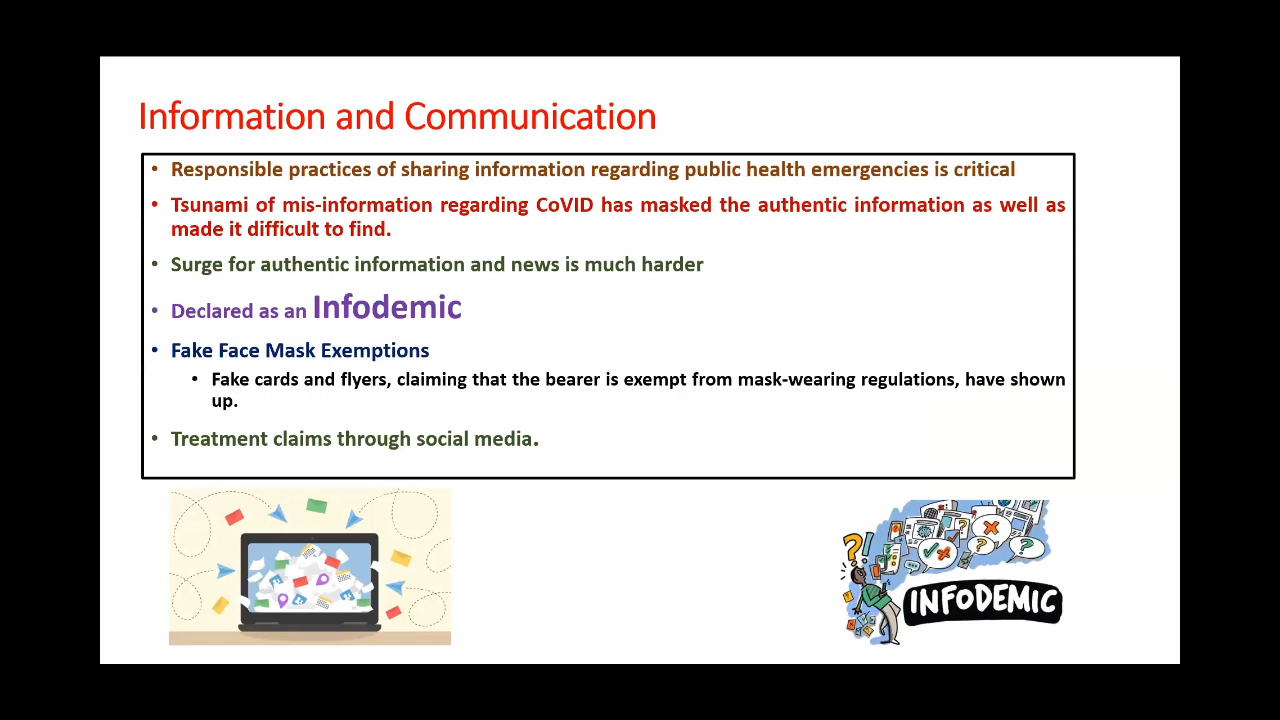 Information and Communication
• Responsible practices of sharing information regarding public health emergencies is critical
• Tsunami of mis-information regarding CoVID has masked the authentic information as well as
made it difficult to find.
• Surge for authentic information and news is much harder
• Declared as an Infodemic
• Fake Face Mask Exemptions
• Fake cards and flyers, claiming that the bearer is exempt from mask-wearing regulations, have shown
up.
• Treatment claims through social media.
?!
?
?
INFODEMIC